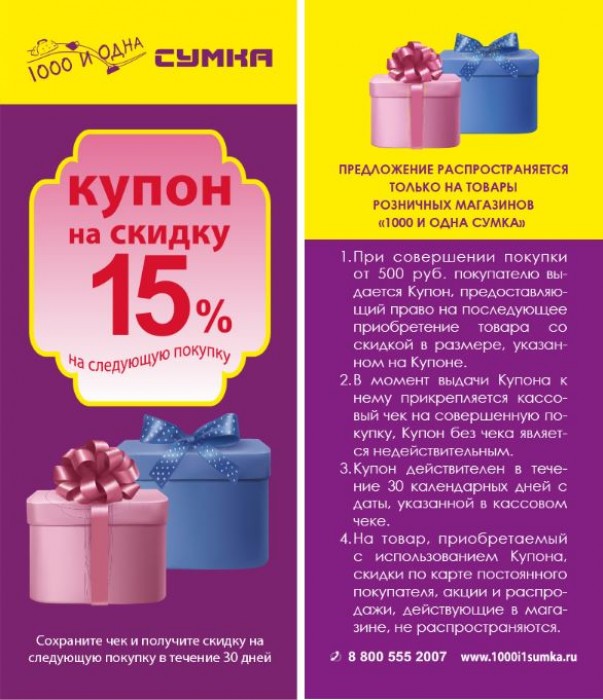 1000 И ОДНА СУМКА
КУПОН
НА СКИДКУ
15%
на следующую покупку
Сохраните чек и получите скидку на
следующую покупку в течение 30 дней
ПРЕДЛОЖЕНИЕ РАСПРОСТРАНЯЕТСЯ
ТОЛЬКО НА ТОВАРЫ
РОЗНИЧНЫХ МАГАЗИНОВ
«1000 И ОДНА СУМКА»
1. При совершении покупки
от 500 руб. покупателю вы-
дается Купон, предоставляю-
щий право на последующее
приобретение товара со
скидкой в размере, указан-
ном на Купоне.
2. В момент выдачи Купона к
нему прикрепляется кассо-
вый чек на совершенную по-
купку, Купон без чека являет-
ся недействительным.
3. Купон действителен в тече-
ние 30 календарных дней с
даты, указанной в кассовом
чеке.
4. На товар, приобретаемый
с использованием Купона,
скидки по карте постоянного
покупателя, акции и распро-
дажи, действующие в мага-
зине, не распространяются.
8 800 555 2007 www.1000i1sumka.ru